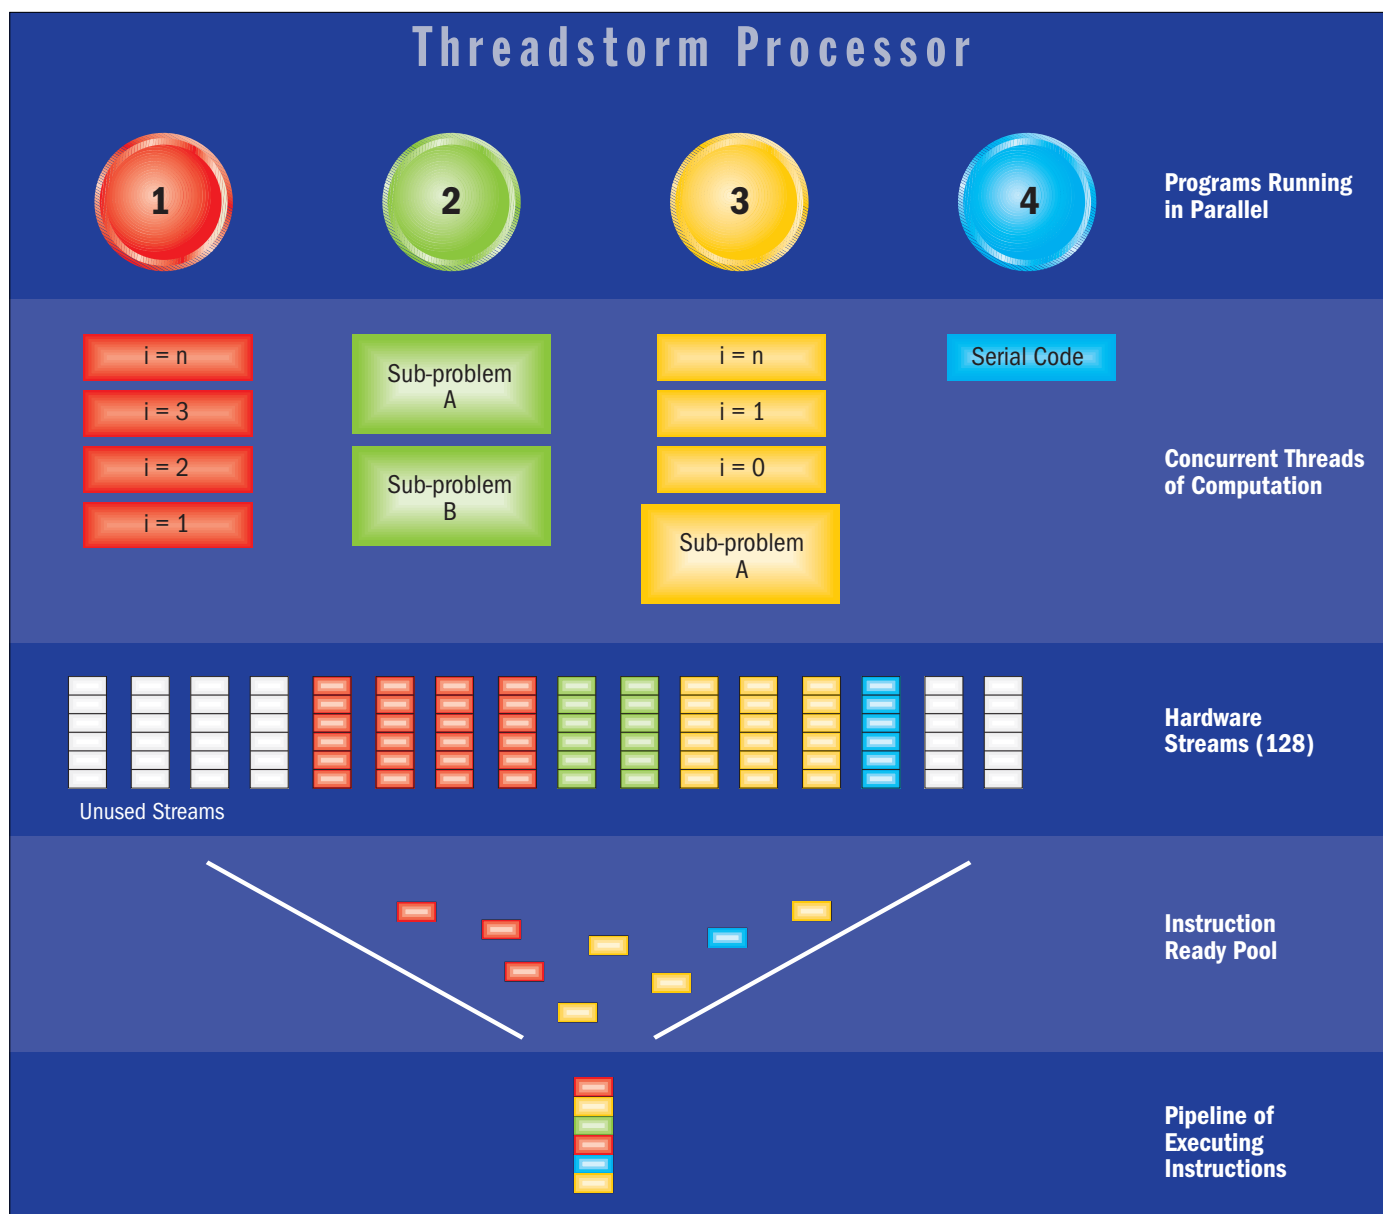 Threadstorm Processor
1
2
3
4
Programs Running
in Parallel
i = n
i = 3
i = 2
i = 1
Sub-problem
A
Sub-problem
B
i = n
i = 1
i = 0
Sub-problem
A
Serial Code
Concurrent Threads
of Computation
Hardware
Streams (128)
Unused Streams
Instruction
Ready Pool
Pipeline of
Executing
Instructions